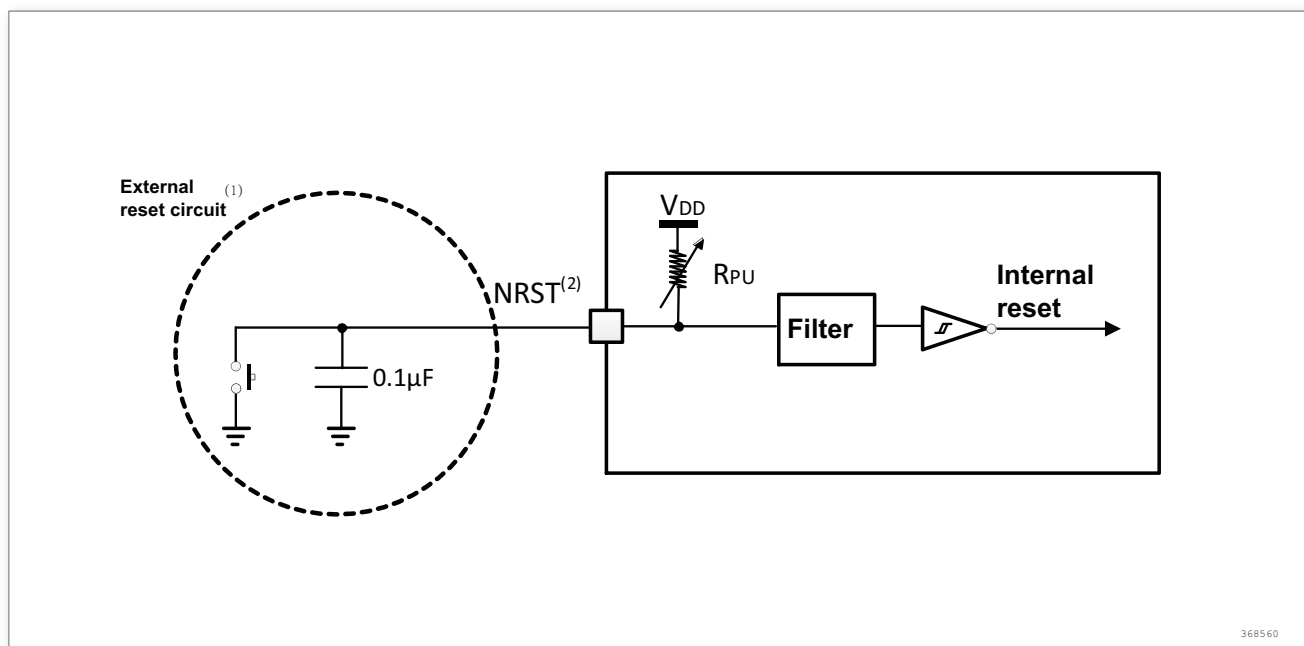 External (1)
reset circuit
VDD
RPU
NRST(2)
Internal
reset
Filter
0.1µF
368560